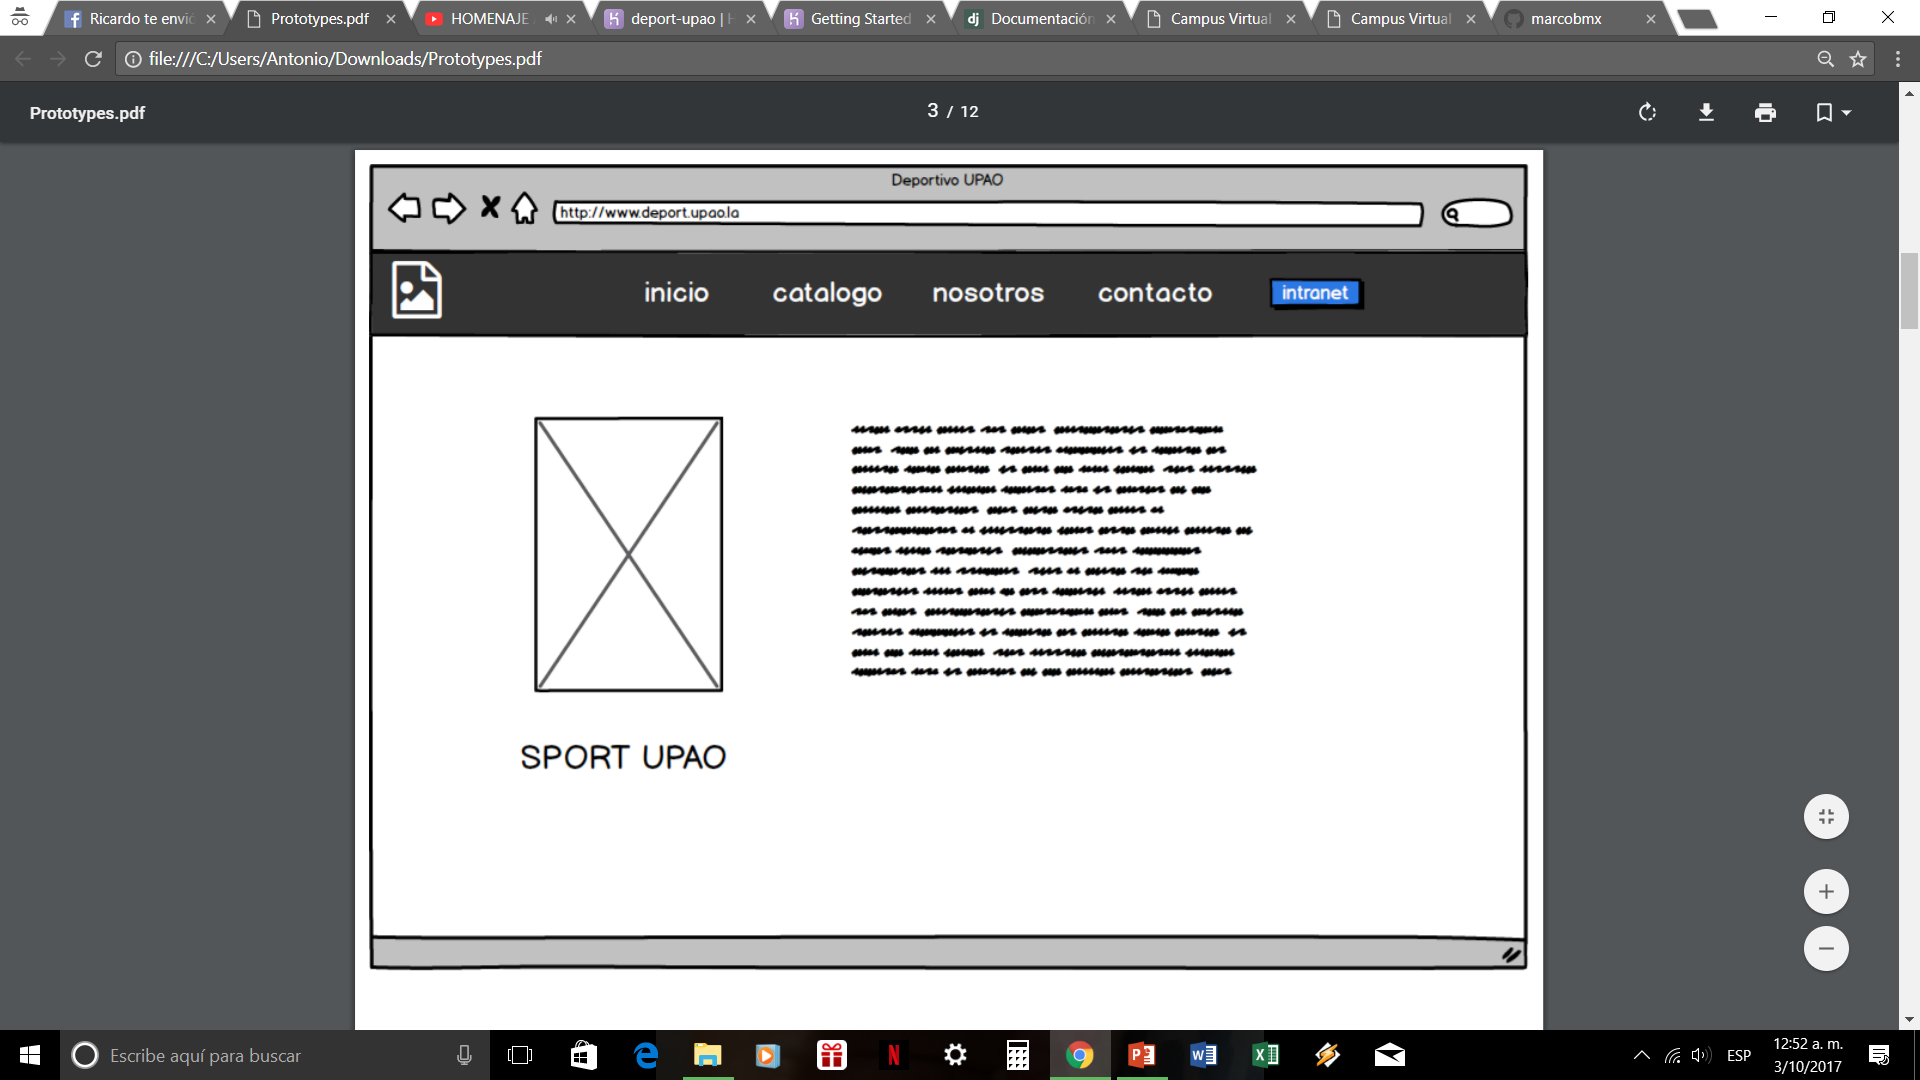 Ricardo te envió
Prototypes.pdf
HOMENAJE
deport-upao | H
Getting Started
Documentación
Campus Virtual
Campus Virtual
marcobmx
file:///C:/Users/Antonio/Downloads/Prototypes.pdf
Prototypes.pdf
3 / 12
Deportivo UPAO
http://www.deport.upao.la
inicio
catalogo
nosotros
contacto
intranet
SPORT UPAO
Escribe aquí para buscar
ESP
12:52 a. m.
3/10/2017